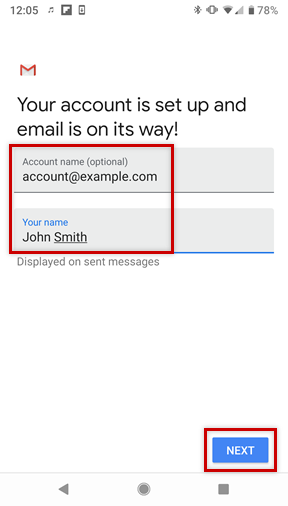 12:05 78%
Your account is set up and
email is on its way!
Account name (optional)
account@example.com
Your name
John Smith
Displayed on sent messages
NEXT